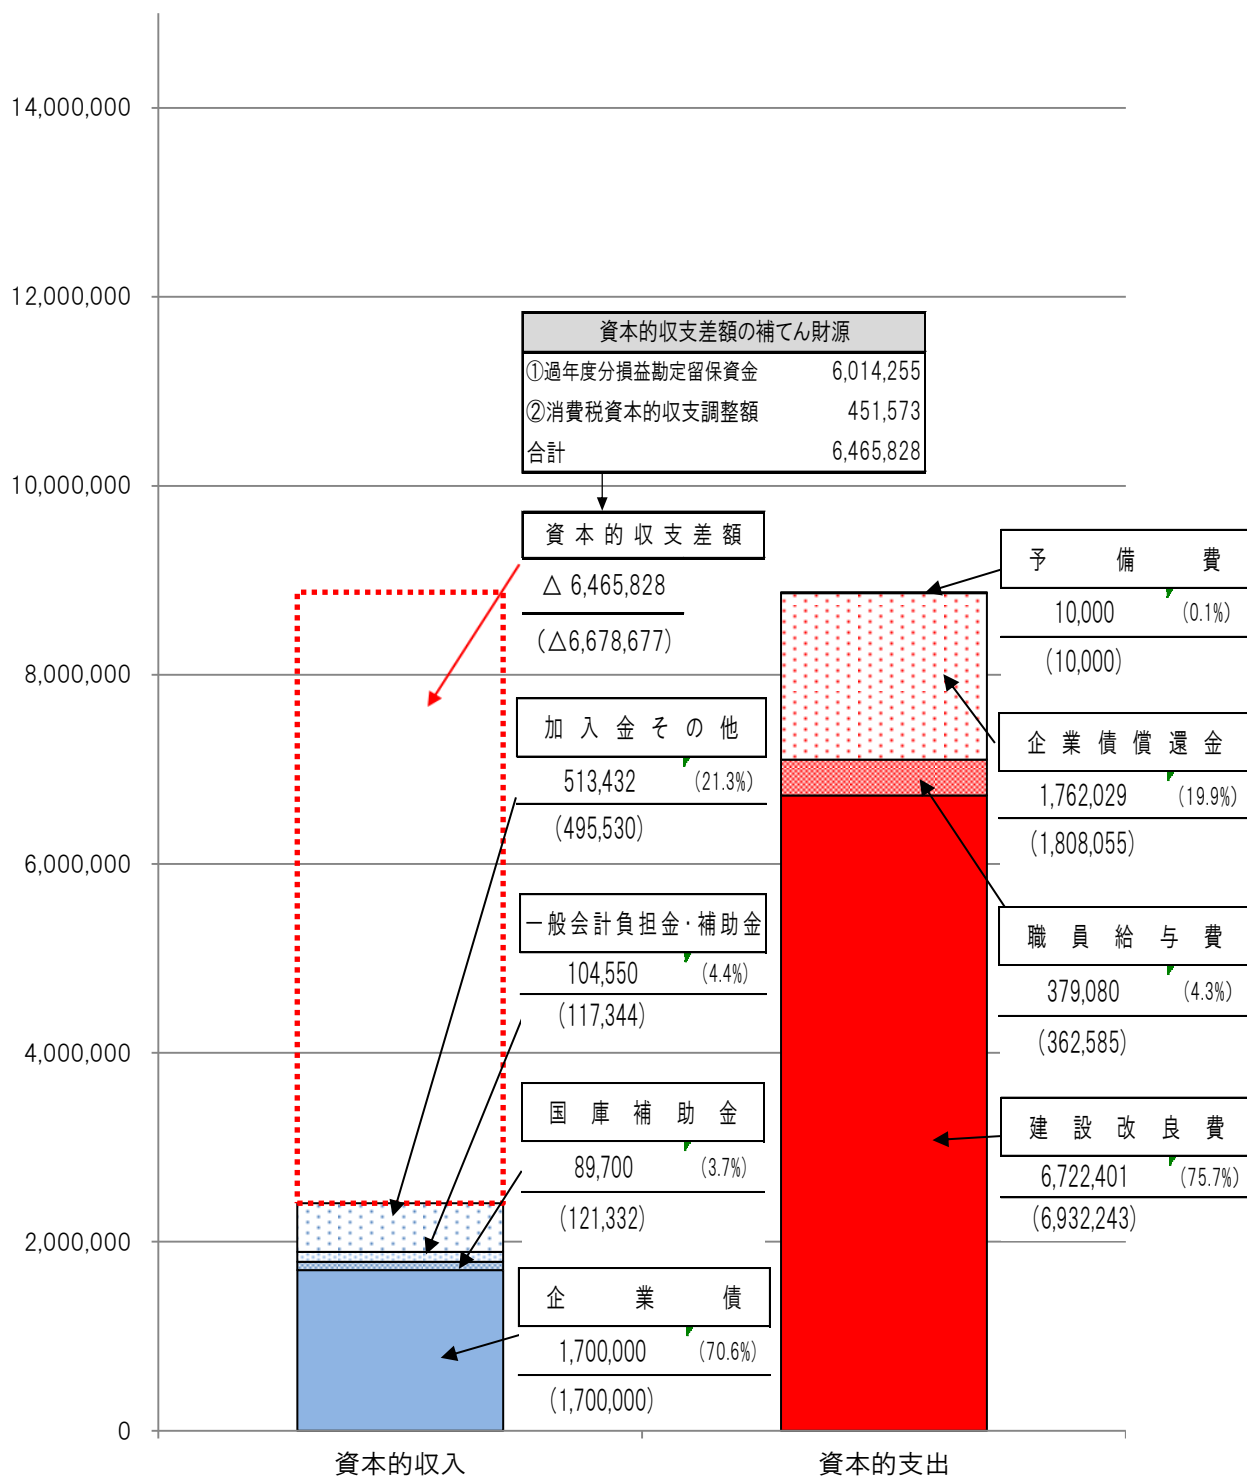 14,000,000
12,000,000
10,000,000
8,000,000
6,000,000
4,000,000
2,000,000
0
資本的収支差額の補てん財源
①過年度分損益勘定留保資金 6,014,255
②消費税資本的収支調整額 451,573
合計 6,465,828
資本的収支差額
△ 6,465,828
(△6,678,677)
加入金その他
513,432 (21.3%)
(495,530)
一般会計負担金・補助金
104,550 (4.4%)
(117,344)
国庫補助金
89,700 (3.7%)
(121,332)
企業債
1,700,000 (70.6%)
(1,700,000)
予備費
10,000 (0.1%)
(10,000)
企業債償還金
1,762,029 (19.9%)
(1,808,055)
職員給与費
379,080 (4.3%)
(362,585)
建設改良費
6,722,401 (75.7%)
(6,932,243)
資本的収入
資本的支出